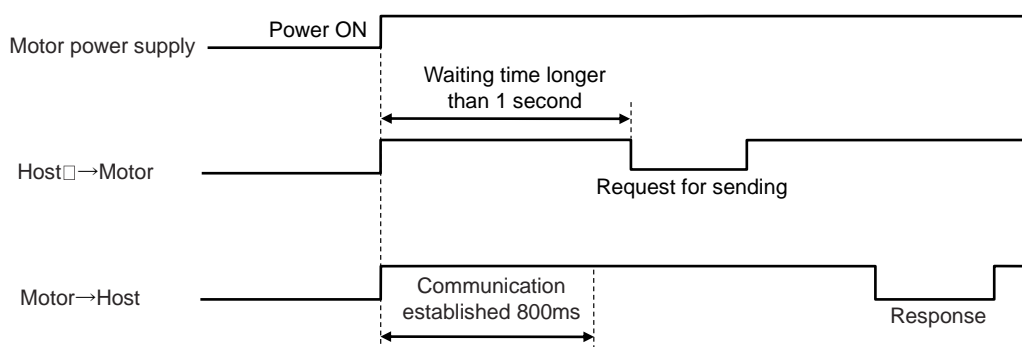 Power ON
Motor power supply
Waiting time longer
than 1 second
Host□→Motor
Request for sending
Motor→Host
Communication
established 800ms
Response